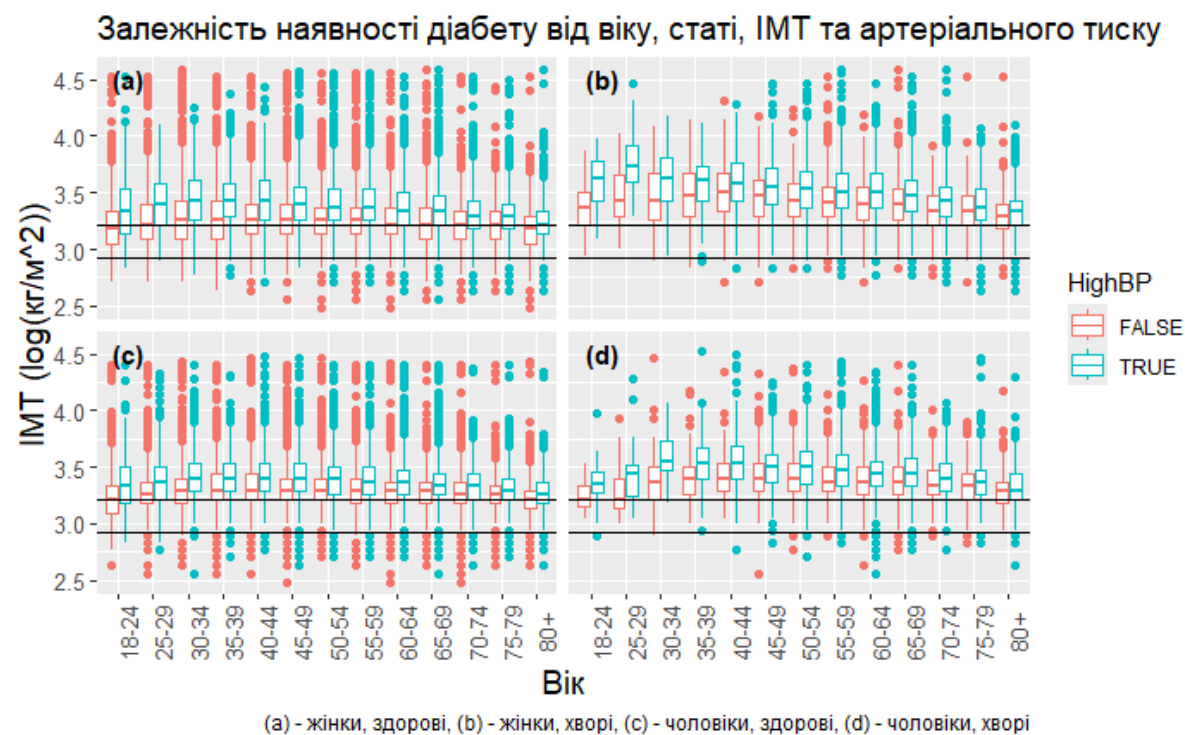 Залежність наявності діабету від віку, статі, ІМТ та артеріального тиску
(a) (b)
4.5
4.0
3.5
3.0
2.5
(c) (d)
4.5
4.0
3.5
3.0
2.5
ІМТ (log(кг/м^2))
18-24 25-29 30-34 35-39 40-44 45-49 50-54 55-59 60-64 65-69 70-74 75-79 80+
18-24 25-29 30-34 35-39 40-44 45-49 50-54 55-59 60-64 65-69 70-74 75-79 80+
Вік
HighBP
FALSE
TRUE
(a) - жінки, здорові, (b) - жінки, хворі, (c) - чоловіки, здорові, (d) - чоловіки, хворі